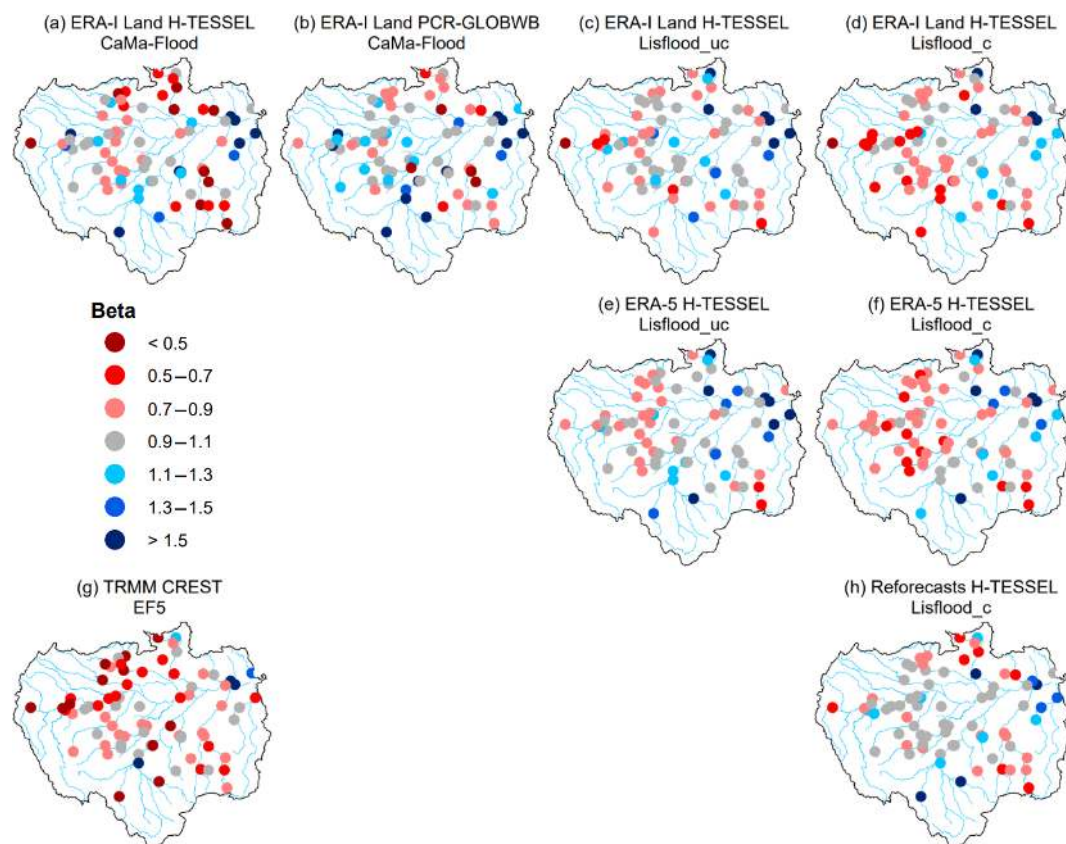 (a) ERA-I Land H-TESSEL
CaMa-Flood
(b) ERA-I Land PCR-GLOBWB
CaMa-Flood
(c) ERA-I Land H-TESSEL
Lisflood_uc
(d) ERA-I Land H-TESSEL
Lisflood_c
(e) ERA-5 H-TESSEL
Lisflood_uc
(f) ERA-5 H-TESSEL
Lisflood_c
Beta
< 0.5
0.5–0.7
0.7–0.9
0.9–1.1
1.1–1.3
1.3–1.5
> 1.5
(g) TRMM CREST
EF5
(h) Reforecasts H-TESSEL
Lisflood_c